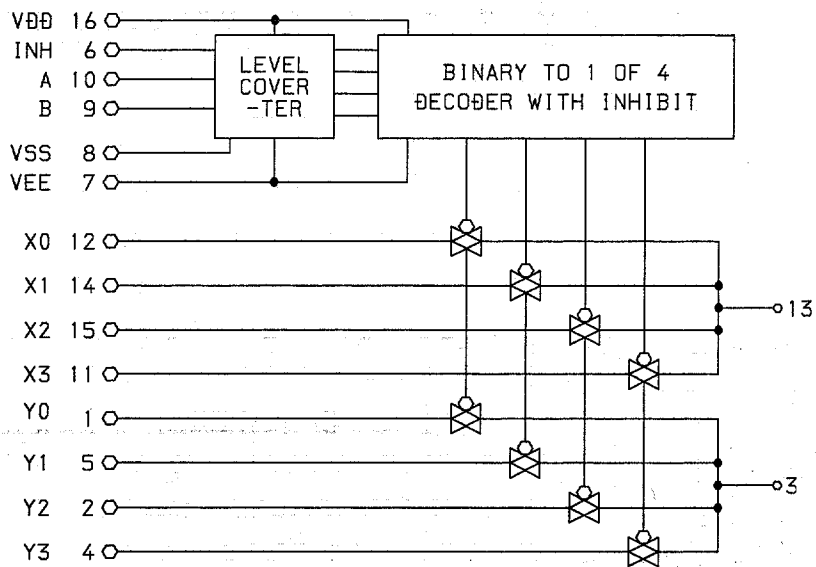 VDD 16
INH 6
A 10
B 9
VSS 8
VEE 7
LEVEL
COVER
-TER
BINARY TO 1 OF 4
DECODER WITH INHIBIT
X0 12
X1 14
X2 15
X3 11
13
Y0 1
Y1 5
Y2 2
Y3 4
3